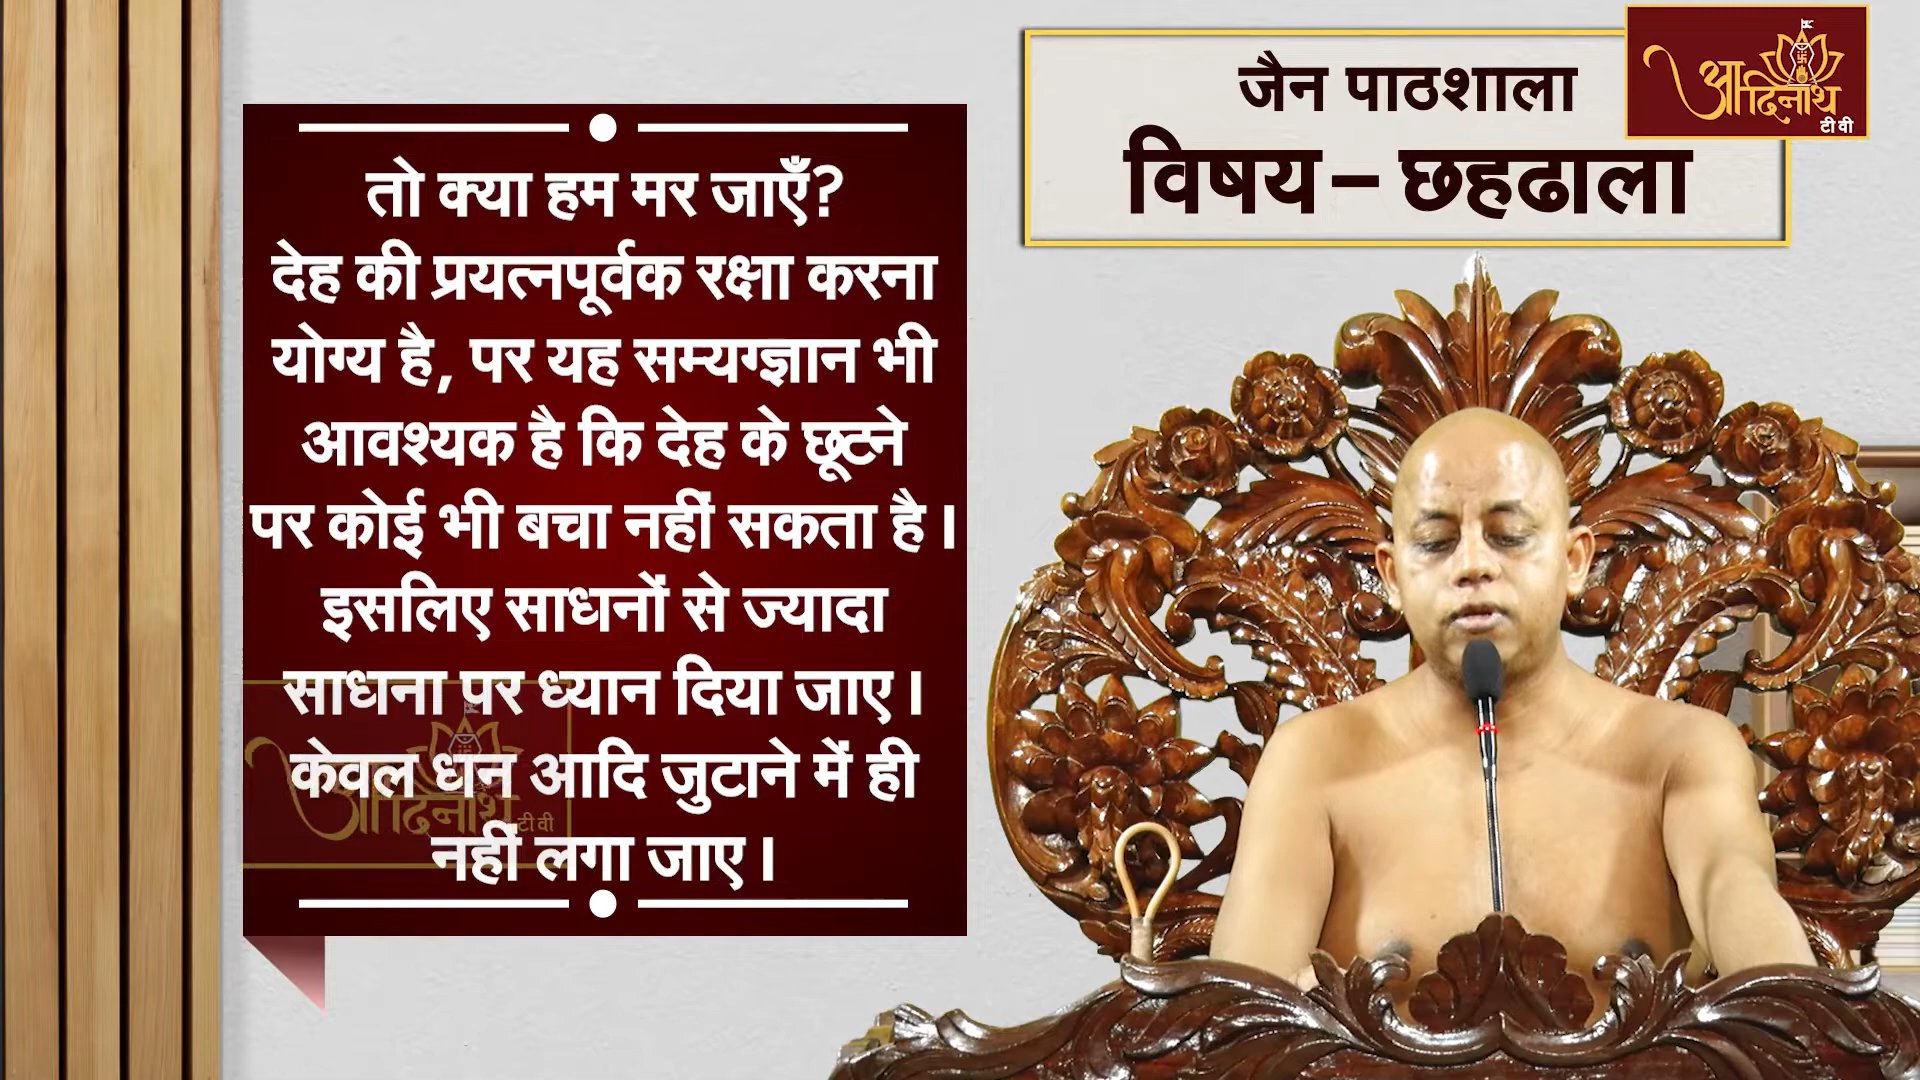 तो क्या हम मर जाएँ?
देह की प्रयत्नपूर्वक रक्षा करना
योग्य है, पर यह सम्यग्ज्ञान भी
आवश्यक है कि देह के छूटने
पर कोई भी बचा नहीं सकता है।
इसलिए साधनों से ज्यादा
साधना पर ध्यान दिया जाए।
केवल धन आदि जुटाने में ही
नहीं लगा जाए।
आदिनाथ
टी वी
जैन पाठशाला
विषय – छहढाला
आदिनाथ
टी वी